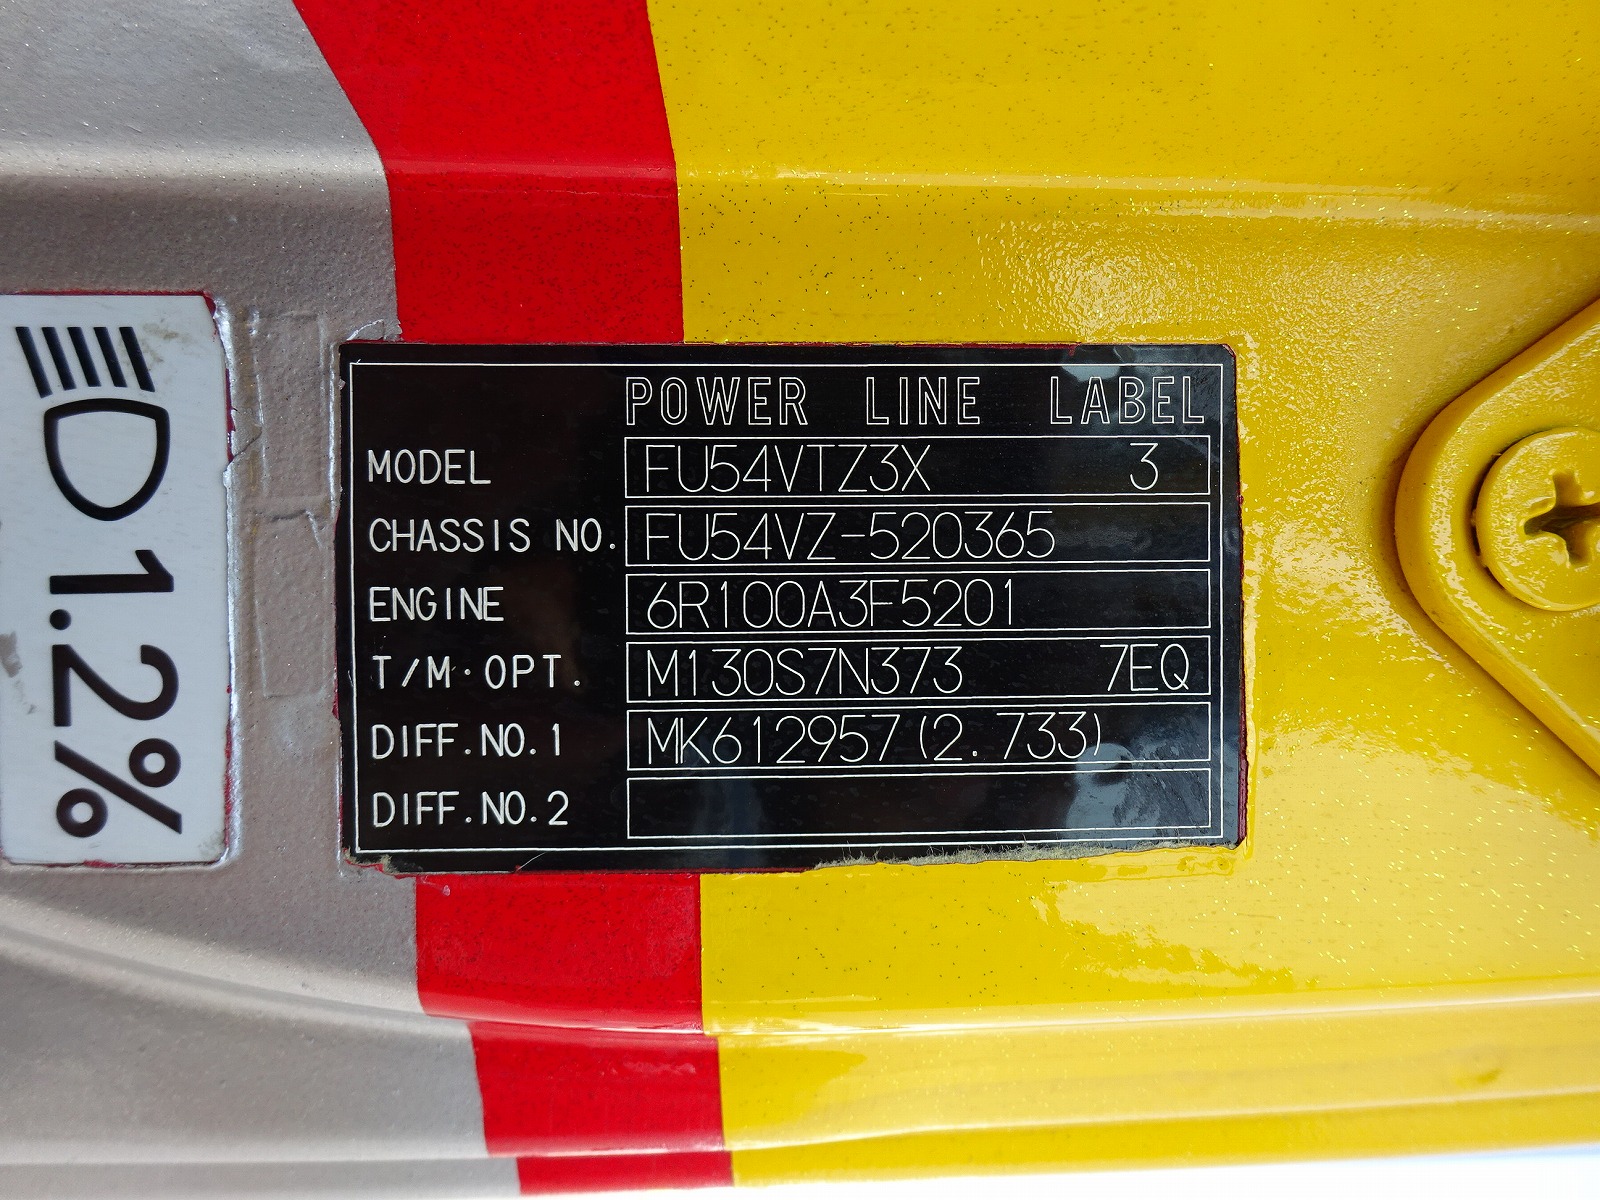 POWER LINE LABEL
MODEL FU54VTZ3X 3
CHASSIS NO. FU54VZ-520365
ENGINE 6R100A3F5201
T/M·OPT. M130S7N373 7EQ
DIFF.NO.1 MK612957(2.733)
DIFF.NO.2
1.2%